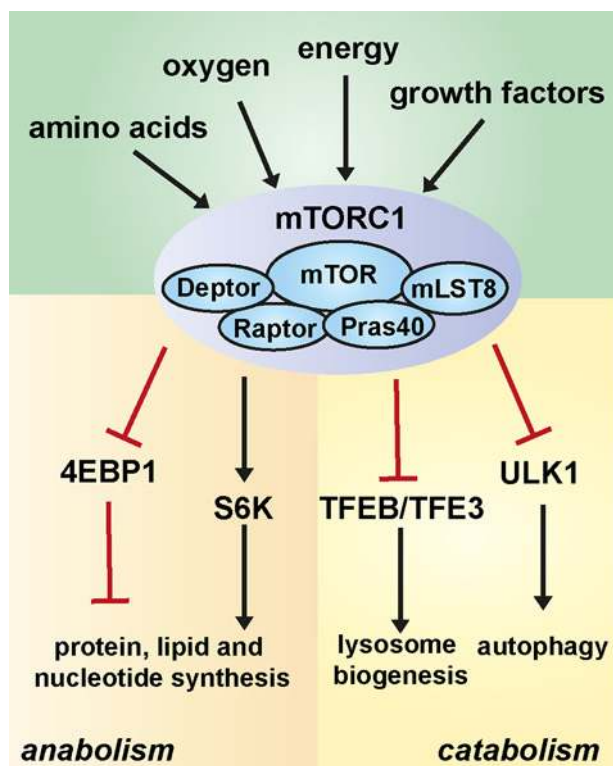 energy
oxygen
growth factors
amino acids
mTORC1
mTOR
Deptor
mLST8
Raptor
Pras40
4EBP1
ULK1
S6K
TFEB/TFE3
protein, lipid and
nucleotide synthesis
lysosome
biogenesis
autophagy
anabolism
catabolism